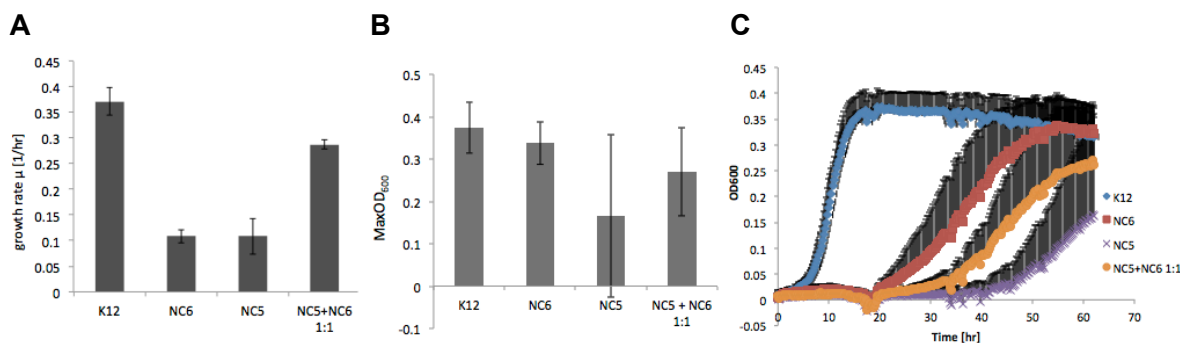 A
growth rate µ [1/hr]
0.45
0.4
0.35
0.3
0.25
0.2
0.15
0.1
0.05
0
K12
NC6
NC5
NC5+NC6
1:1
B
MaxOD600
0.5
0.4
0.3
0.2
0.1
0
-0.1
K12
NC6
NC5
NC5 + NC6
1:1
C
OD600
0.45
0.4
0.35
0.3
0.25
0.2
0.15
0.1
0.05
0
-0.05
0
10
20
30
40
50
60
70
Time [hr]
K12
NC6
NC5
NC5+NC6 1:1